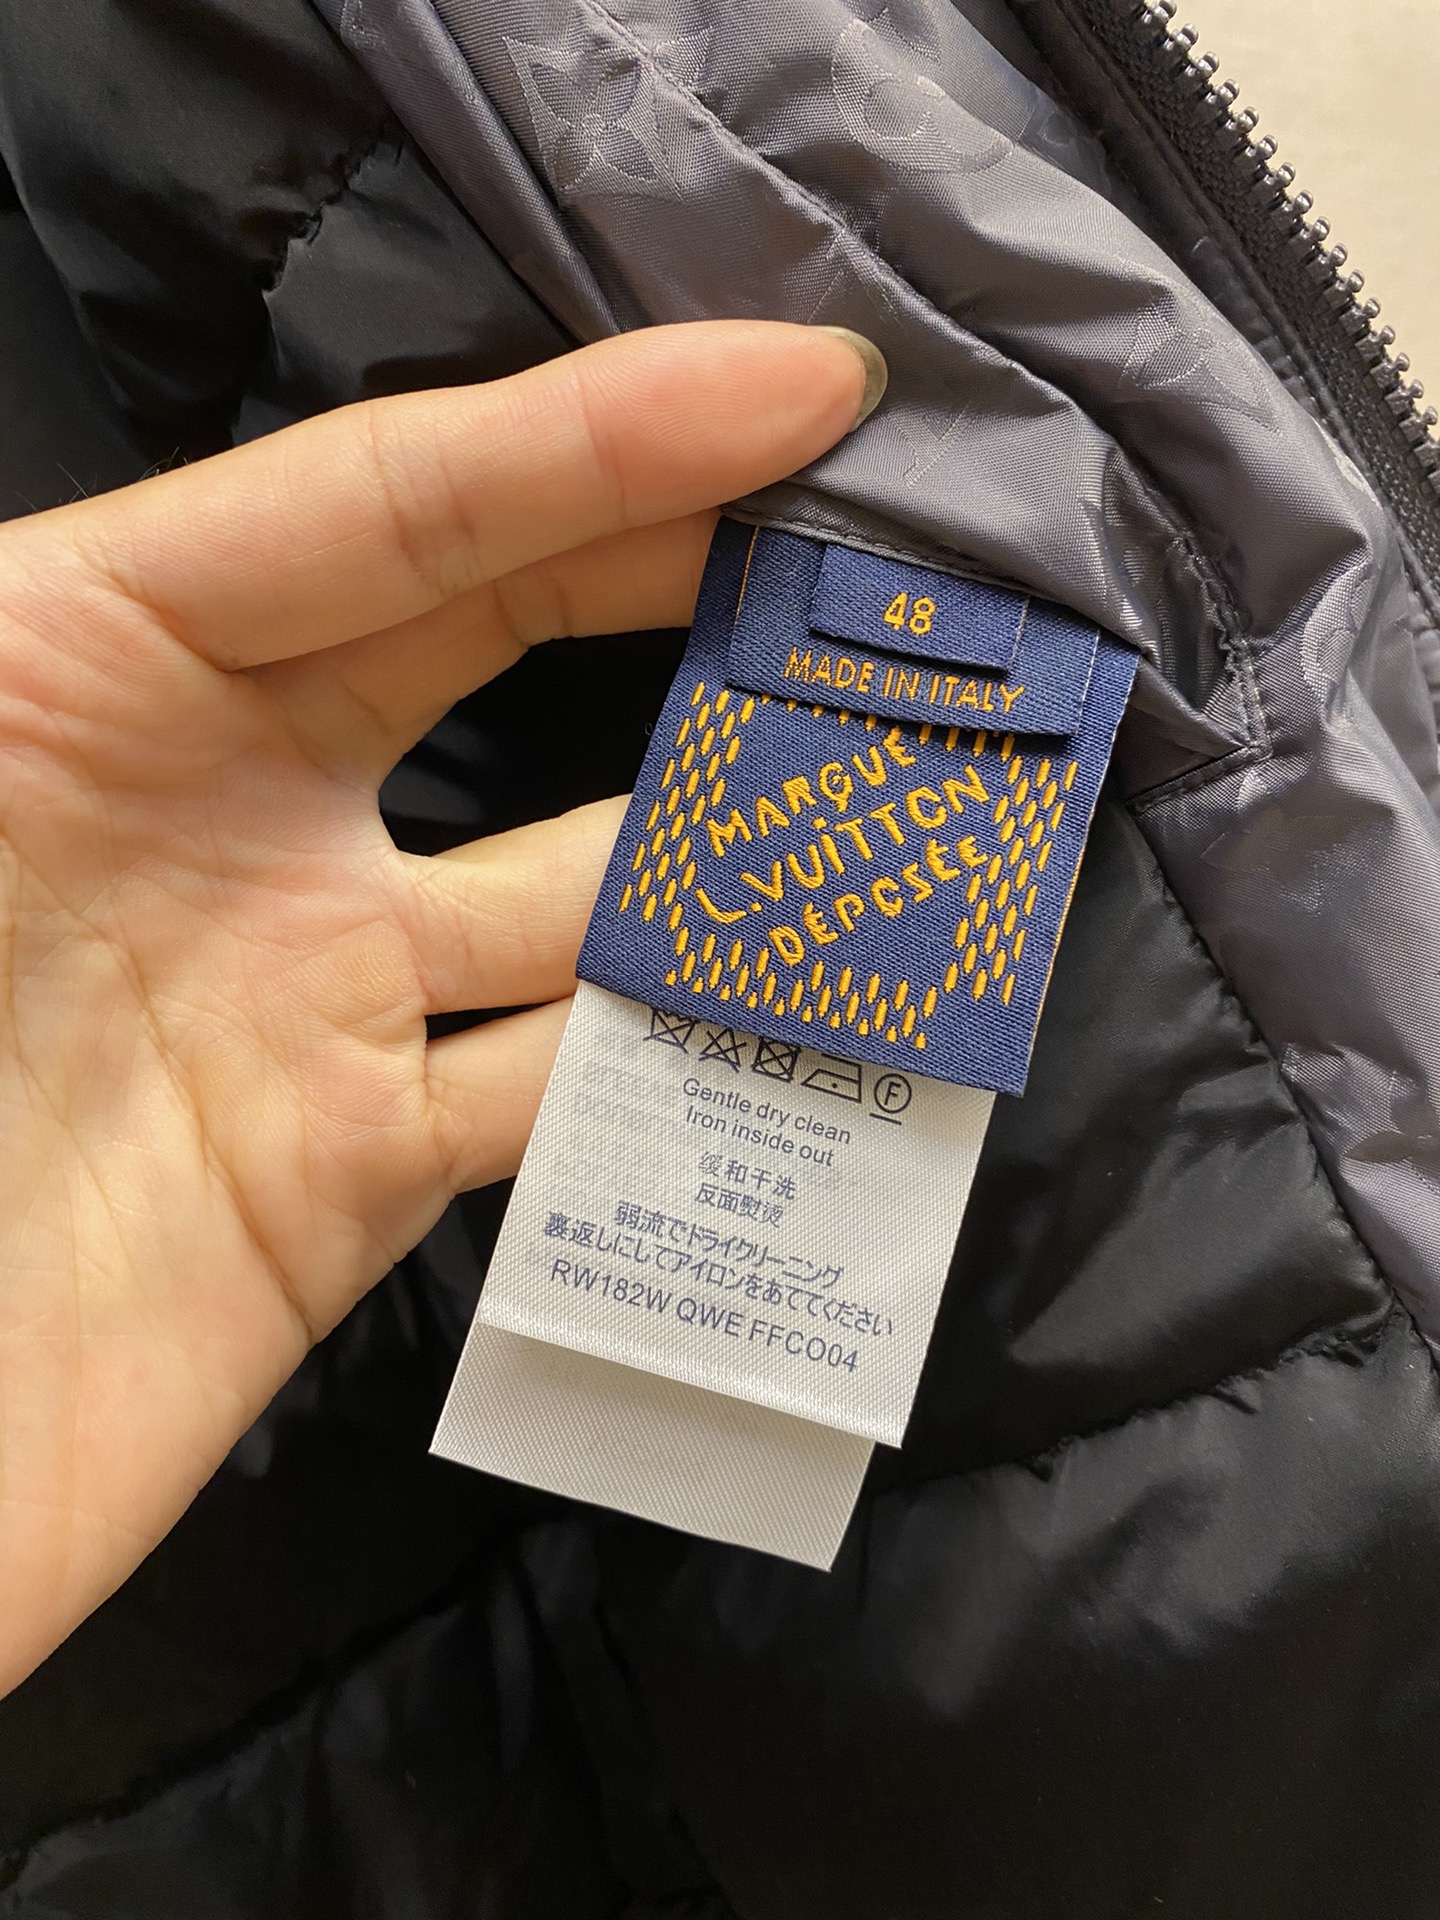 48
MADE IN ITALY
MARQUE
L.VUITTON
DÉPOSÉE
F
Gentle dry clean
Iron inside out
缓和干洗
反面熨烫
弱流でドライクリーニング
裏返しにしてアイロンをあててください
RW182W QWE FFCO04